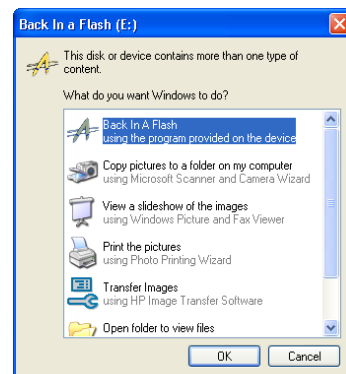 Back In a Flash (E:)
This disk or device contains more than one type of
content.
What do you want Windows to do?
Back In A Flash
using the program provided on the device
Copy pictures to a folder on my computer
using Microsoft Scanner and Camera Wizard
View a slideshow of the images
using Windows Picture and Fax Viewer
Print the pictures
using Photo Printing Wizard
Transfer Images
using HP Image Transfer Software
Open folder to view files
OK
Cancel